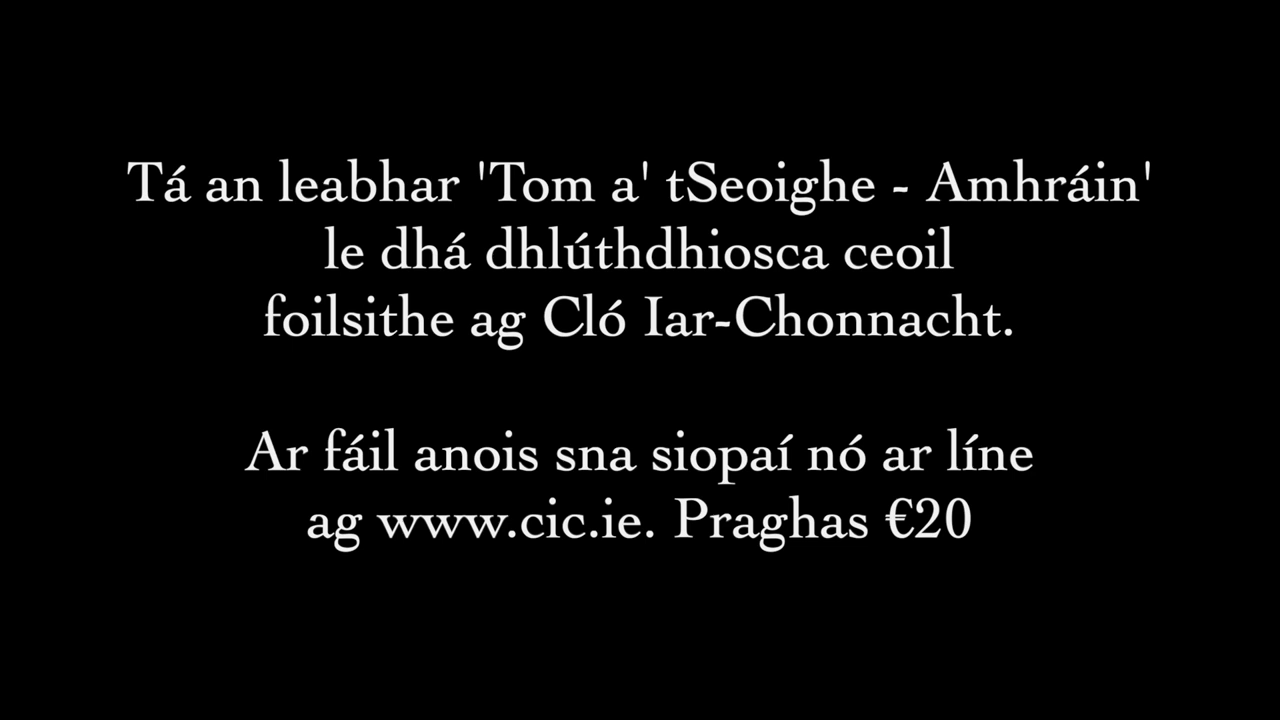 Tá an leabhar 'Tom a' tSeoighe - Amhráin'
le dhá dhlúthdhiosca ceoil
foilsithe ag Cló Iar-Chonnacht.
Ar fáil anois sna siopaí nó ar líne
ag www.cic.ie. Praghas €20